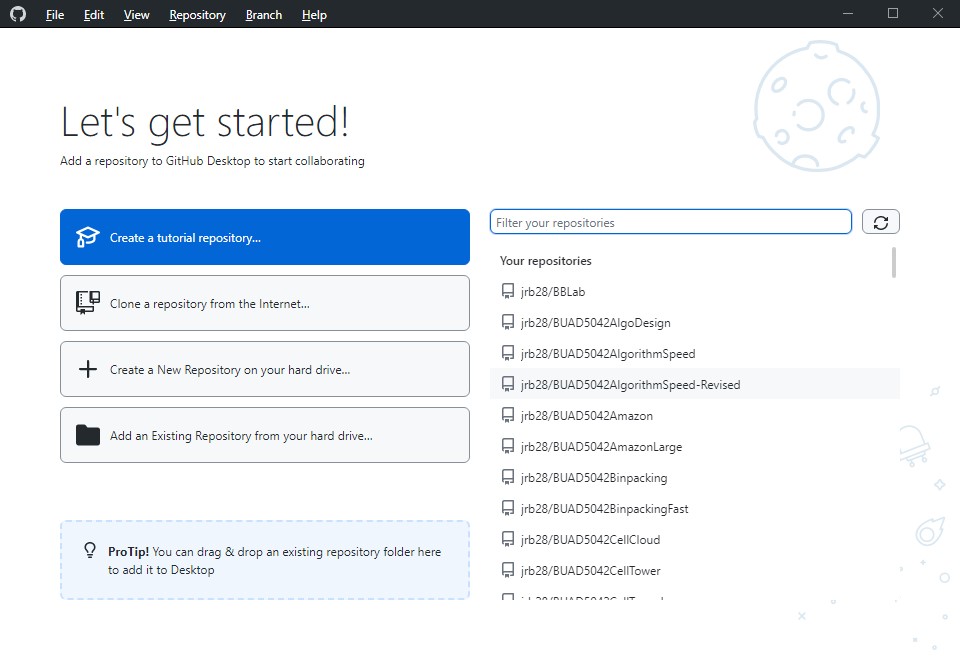 File Edit View Repository Branch Help
Let's get started!
Add a repository to GitHub Desktop to start collaborating
Create a tutorial repository...
Clone a repository from the Internet...
Create a New Repository on your hard drive...
Add an Existing Repository from your hard drive...
ProTip! You can drag & drop an existing repository folder here
to add it to Desktop
Filter your repositories
Your repositories
jrb28/BBLab
jrb28/BUAD5042AlgoDesign
jrb28/BUAD5042AlgorithmSpeed
jrb28/BUAD5042AlgorithmSpeed-Revised
jrb28/BUAD5042Amazon
jrb28/BUAD5042AmazonLarge
jrb28/BUAD5042Binpacking
jrb28/BUAD5042BinpackingFast
jrb28/BUAD5042CellCloud
jrb28/BUAD5042CellTower